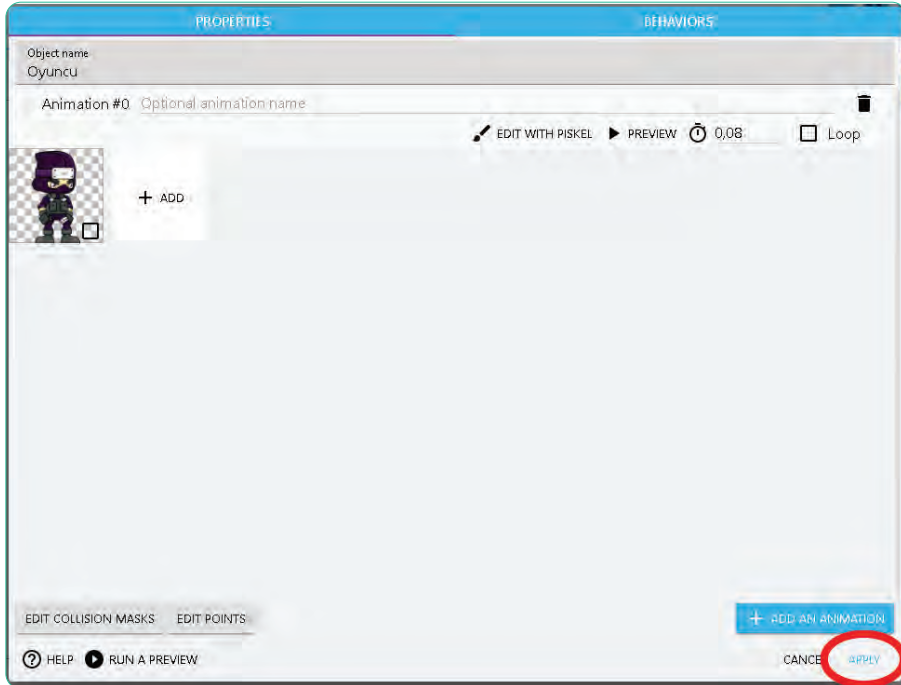 PROPERTIES BEHAVIORS
Object name
Oyuncu
Animation #0 Optional animation name
EDIT WITH PISKEL PREVIEW 0,08 Loop
+ ADD
EDIT COLLISION MASKS EDIT POINTS
+ ADD AN ANIMATION
? HELP RUN A PREVIEW CANCE APPLY